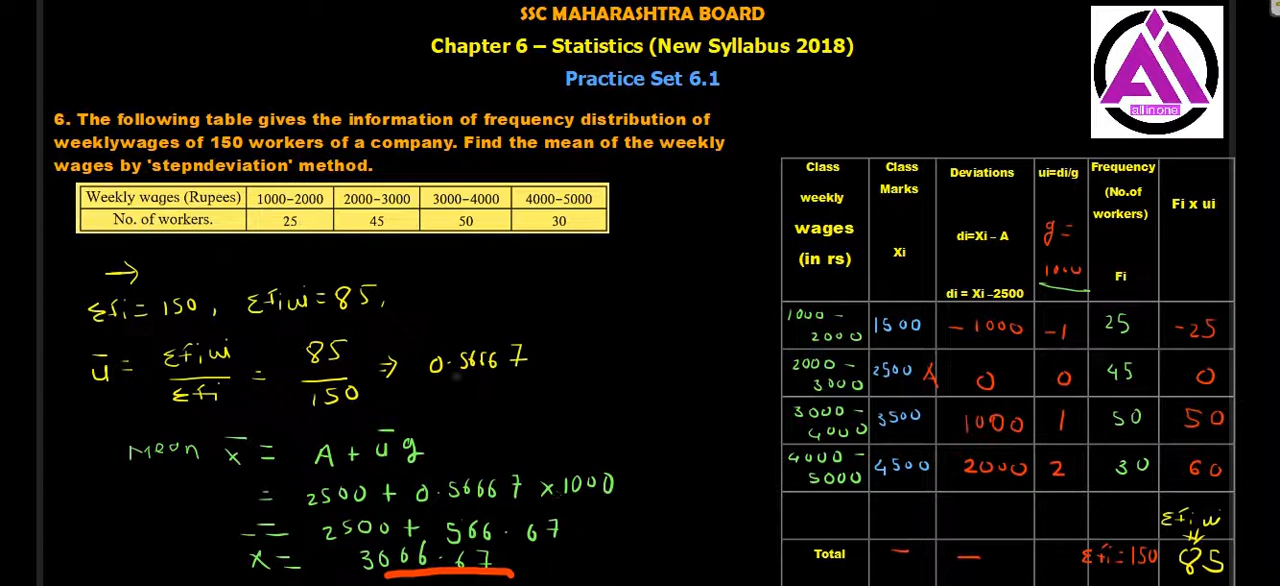 SSC MAHARASHTRA BOARD
Chapter 6 – Statistics (New Syllabus 2018)
Practice Set 6.1
all in one
6. The following table gives the information of frequency distribution of
weeklywages of 150 workers of a company. Find the mean of the weekly
wages by 'stepndeviation' method.
Weekly wages (Rupees) 1000–2000 2000–3000 3000–4000 4000–5000
No. of workers. 25 45 50 30
→
Σfi = 150, Σfiui = 85,
ū = Σfiui / Σfi = 85 / 150 ⇒ 0.56667
Mean x̄ = A + ū g
= 2500 + 0.56667 × 1000
= 2500 + 566.67
x = 3066.67
Class weekly wages (in rs) Class Marks Xi Deviations di=Xi – A di = Xi –2500 ui=di/g g = 1000 Frequency (No.of workers) Fi Fi x ui
1000 – 2000 1500 –1000 –1 25 –25
2000 – 3000 2500 A 0 0 45 0
3000 – 4000 3500 1000 1 50 50
4000 – 5000 4500 2000 2 30 60
Σfiui
Total – – Σfi = 150 85